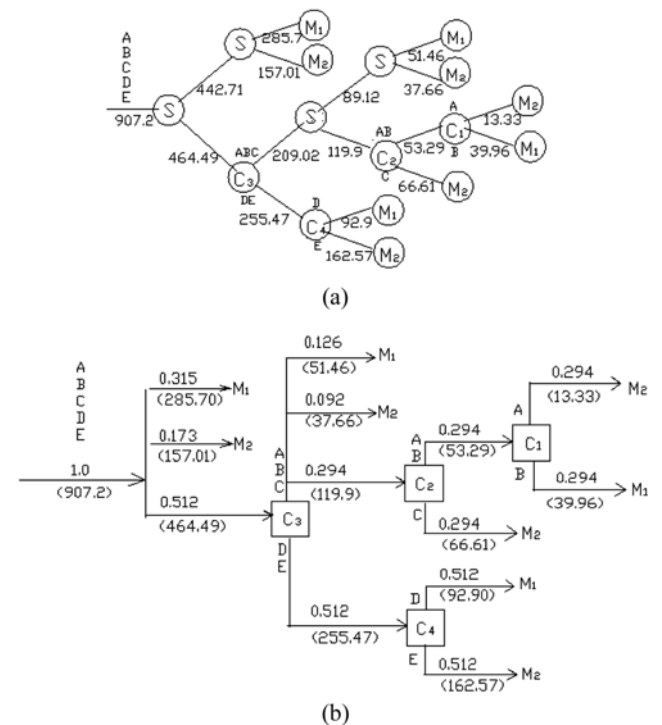 A
B
C
D
E
907.2
S
442.71
S
285.7
M1
157.01
M2
464.49
ABC
C3
DE
209.02
S
89.12
S
51.46
M1
37.66
M2
119.9
AB
C2
C
53.29
A
C1
B
13.33
M2
39.96
M1
66.61
M2
255.47
D
C4
E
92.9
M1
162.57
M2
(a)
A
B
C
D
E
1.0
(907.2)
0.315
(285.70)
M1
0.173
(157.01)
M2
0.512
(464.49)
A
B
C
C3
D
E
0.126
(51.46)
M1
0.092
(37.66)
M2
0.294
(119.9)
A
B
C2
C
0.294
(53.29)
A
C1
B
0.294
(13.33)
M2
0.294
(39.96)
M1
0.294
(66.61)
M2
0.512
(255.47)
D
C4
E
0.512
(92.90)
M1
0.512
(162.57)
M2
(b)